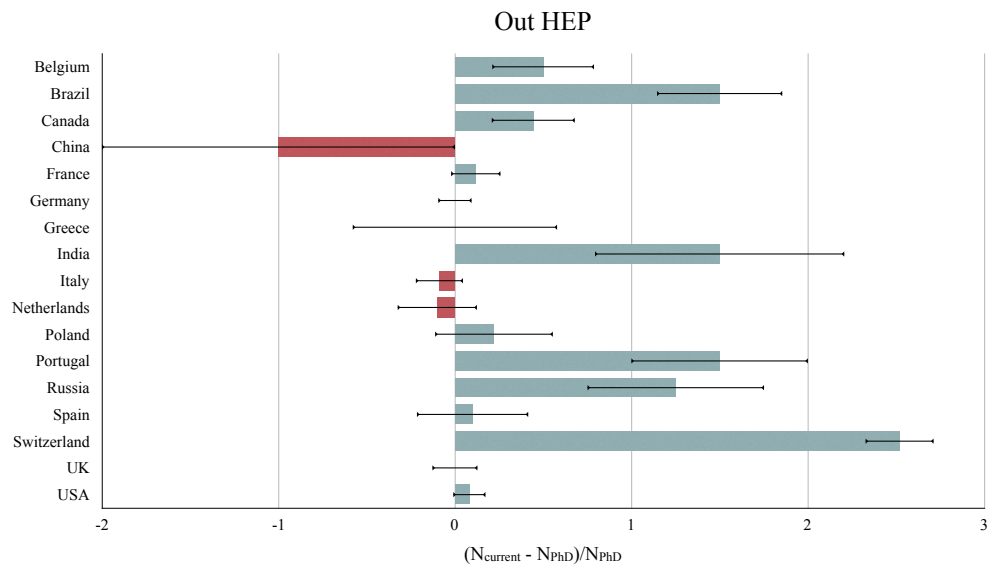 Out HEP
Belgium
Brazil
Canada
China
France
Germany
Greece
India
Italy
Netherlands
Poland
Portugal
Russia
Spain
Switzerland
UK
USA
-2 -1 0 1 2 3
(Ncurrent - NPhD)/NPhD